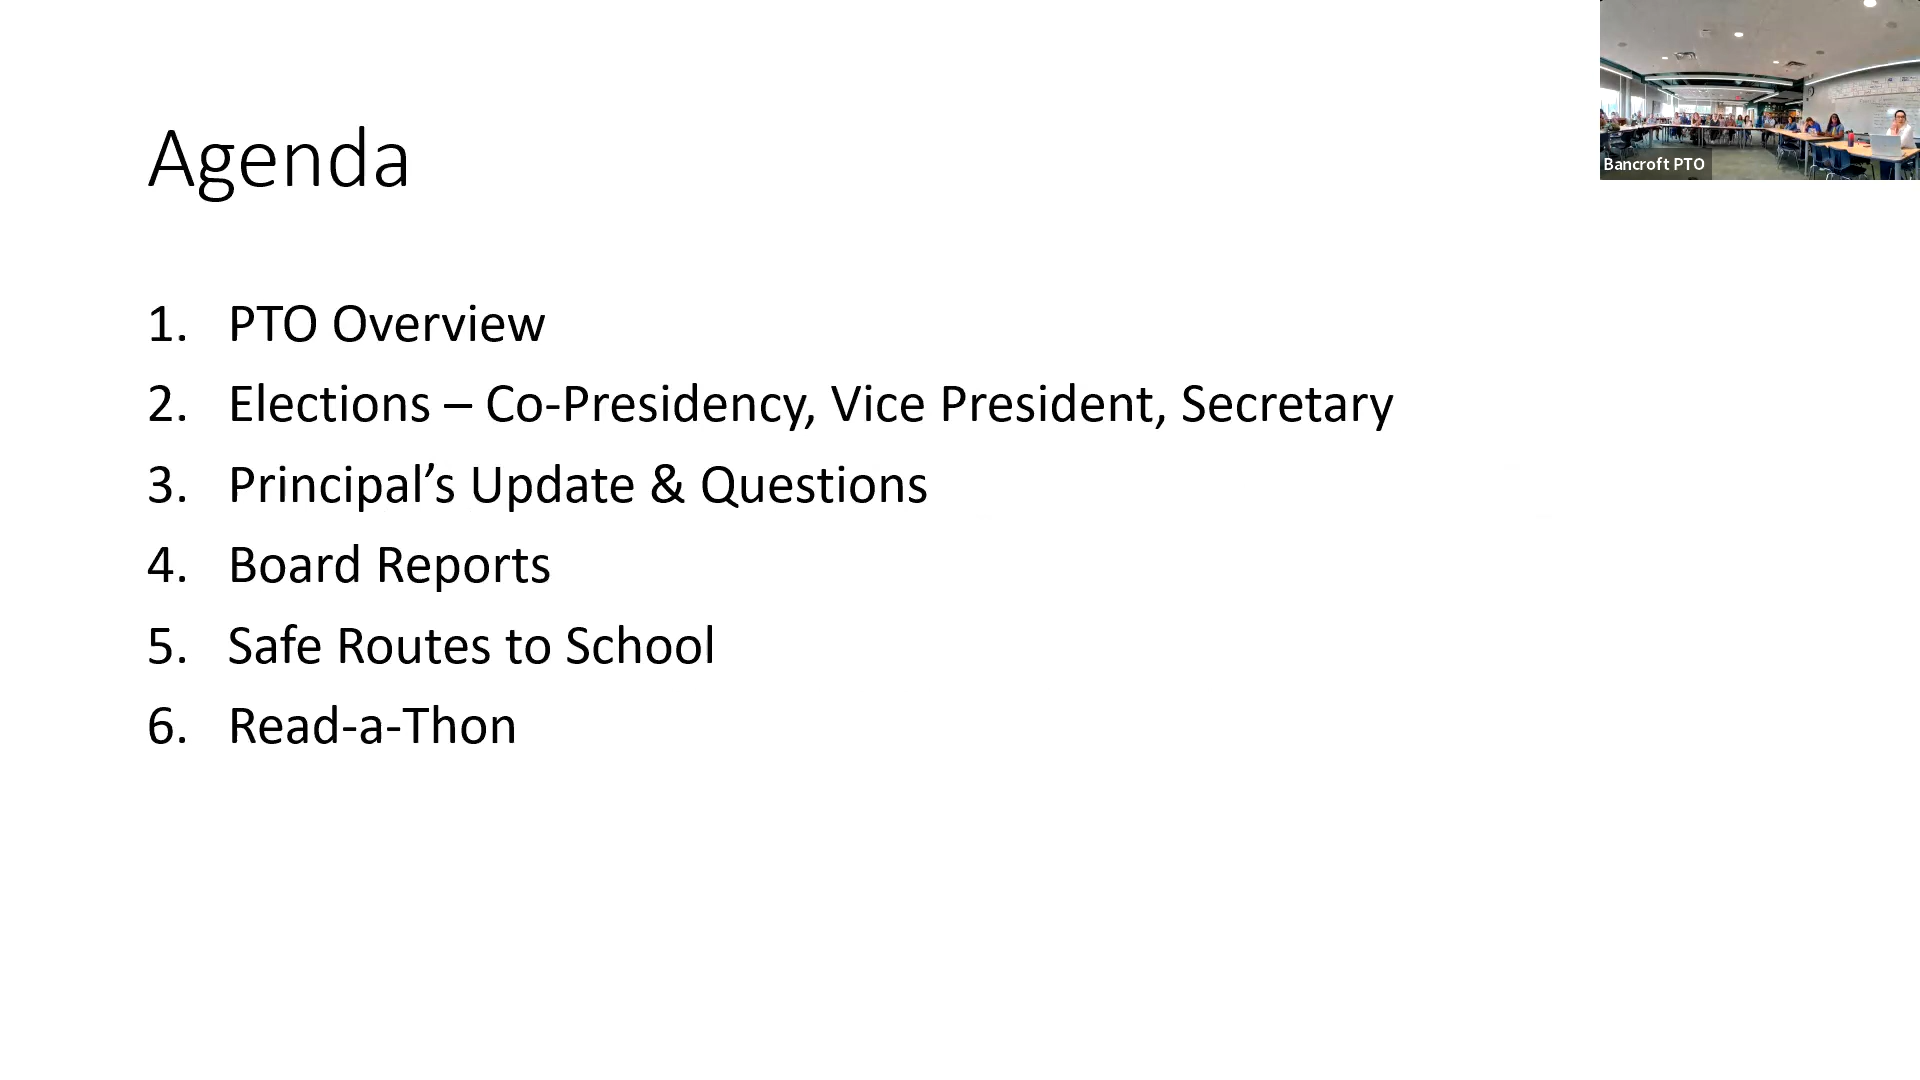 Agenda
1. PTO Overview
2. Elections – Co-Presidency, Vice President, Secretary
3. Principal’s Update & Questions
4. Board Reports
5. Safe Routes to School
6. Read-a-Thon
Bancroft PTO